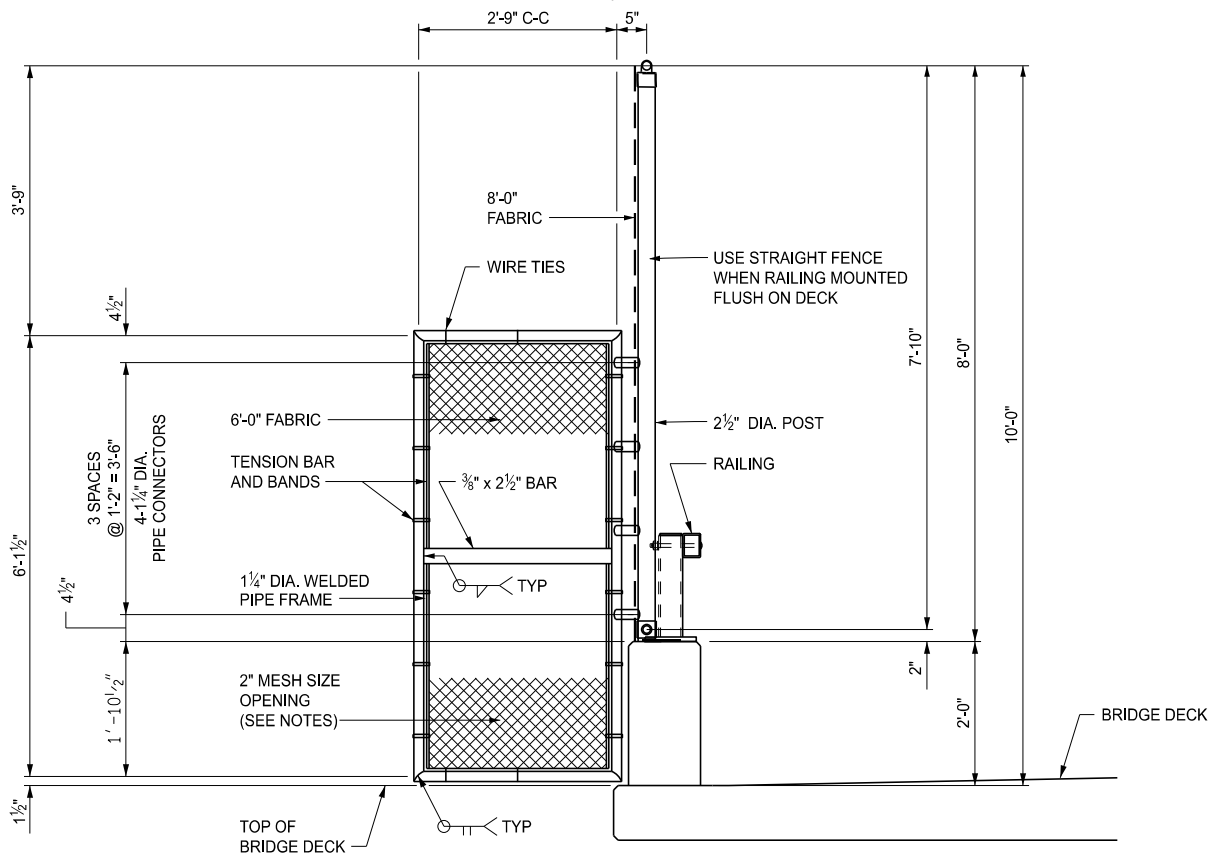 2'-9" C-C
5"
3'-9"
8'-0"
FABRIC
WIRE TIES
USE STRAIGHT FENCE
WHEN RAILING MOUNTED
FLUSH ON DECK
4½"
7'-10"
8'-0"
10'-0"
6'-0" FABRIC
2½" DIA. POST
RAILING
TENSION BAR
AND BANDS
⅜" x 2½" BAR
3 SPACES
@ 1'-2" = 3'-6"
4-1¼" DIA.
PIPE CONNECTORS
6'-1½"
4½"
1¼" DIA. WELDED
PIPE FRAME
TYP
2" MESH SIZE
OPENING
(SEE NOTES)
1'-10½"
2"
2'-0"
BRIDGE DECK
1½"
TOP OF
BRIDGE DECK
TYP